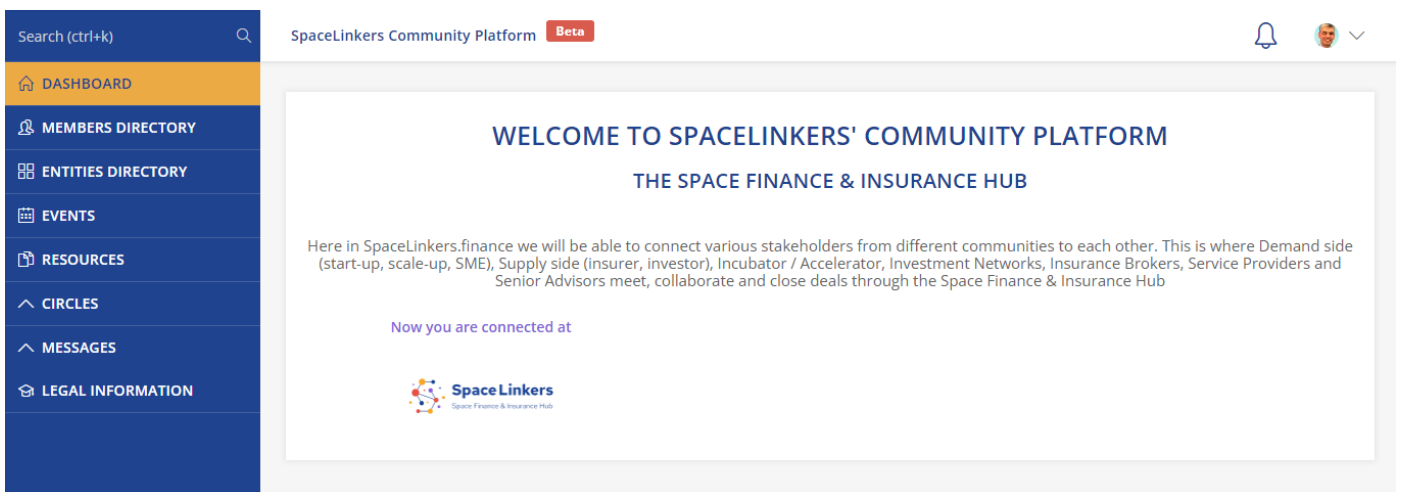 Search (ctrl+k)
SpaceLinkers Community Platform Beta
DASHBOARD
MEMBERS DIRECTORY
ENTITIES DIRECTORY
EVENTS
RESOURCES
CIRCLES
MESSAGES
LEGAL INFORMATION
WELCOME TO SPACELINKERS' COMMUNITY PLATFORM
THE SPACE FINANCE & INSURANCE HUB
Here in SpaceLinkers.finance we will be able to connect various stakeholders from different communities to each other. This is where Demand side
(start-up, scale-up, SME), Supply side (insurer, investor), Incubator / Accelerator, Investment Networks, Insurance Brokers, Service Providers and
Senior Advisors meet, collaborate and close deals through the Space Finance & Insurance Hub
Now you are connected at
Space Linkers
Space Finance & Insurance Hub